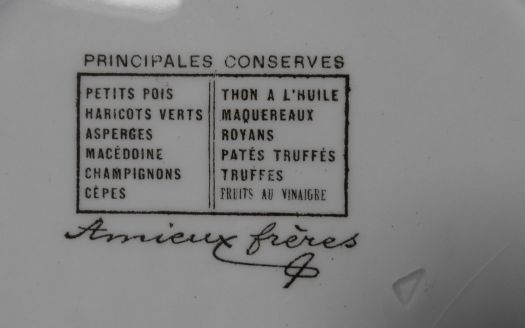 PRINCIPALES CONSERVES
PETITS POIS
HARICOTS VERTS
ASPERGES
MACÉDOINE
CHAMPIGNONS
CÈPES
THON A L'HUILE
MAQUEREAUX
ROYANS
PATÉS TRUFFÉS
TRUFFES
FRUITS AU VINAIGRE
Amieux frères